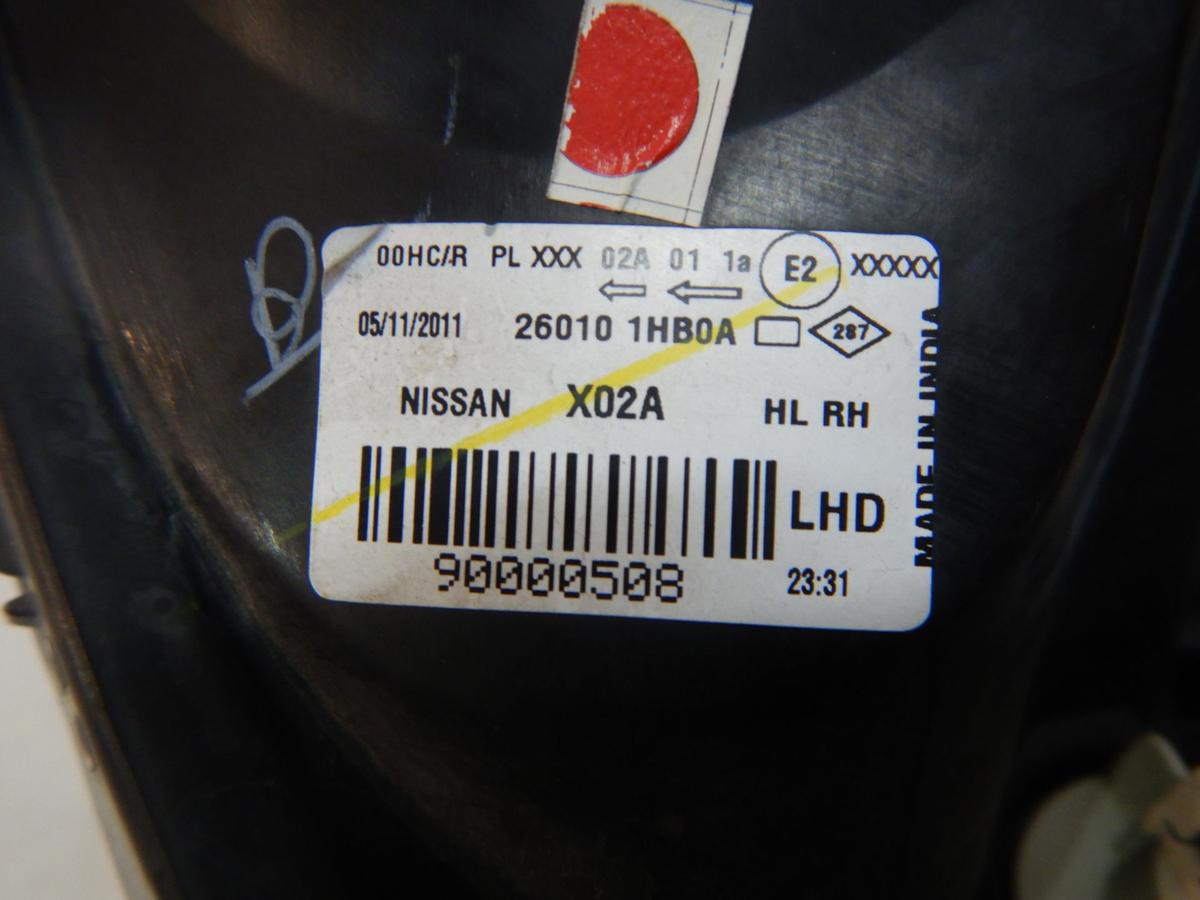 00HC/R PL XXX 02A 01 1a E2 XXXXX
05/11/2011 26010 1HB0A 287
NISSAN X02A HL RH
LHD
90000508 23:31
MADE IN INDIA